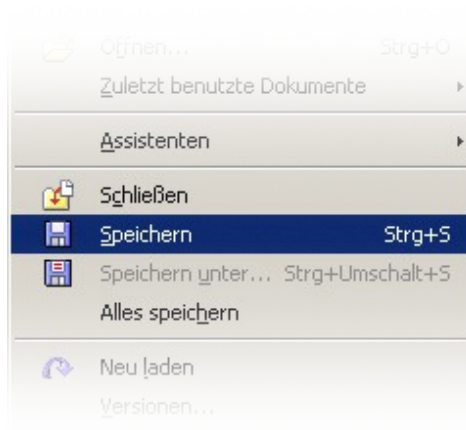 Öffnen... Strg+O
Zuletzt benutzte Dokumente
Assistenten
Schließen
Speichern Strg+S
Speichern unter... Strg+Umschalt+S
Alles speichern
Neu laden
Versionen...